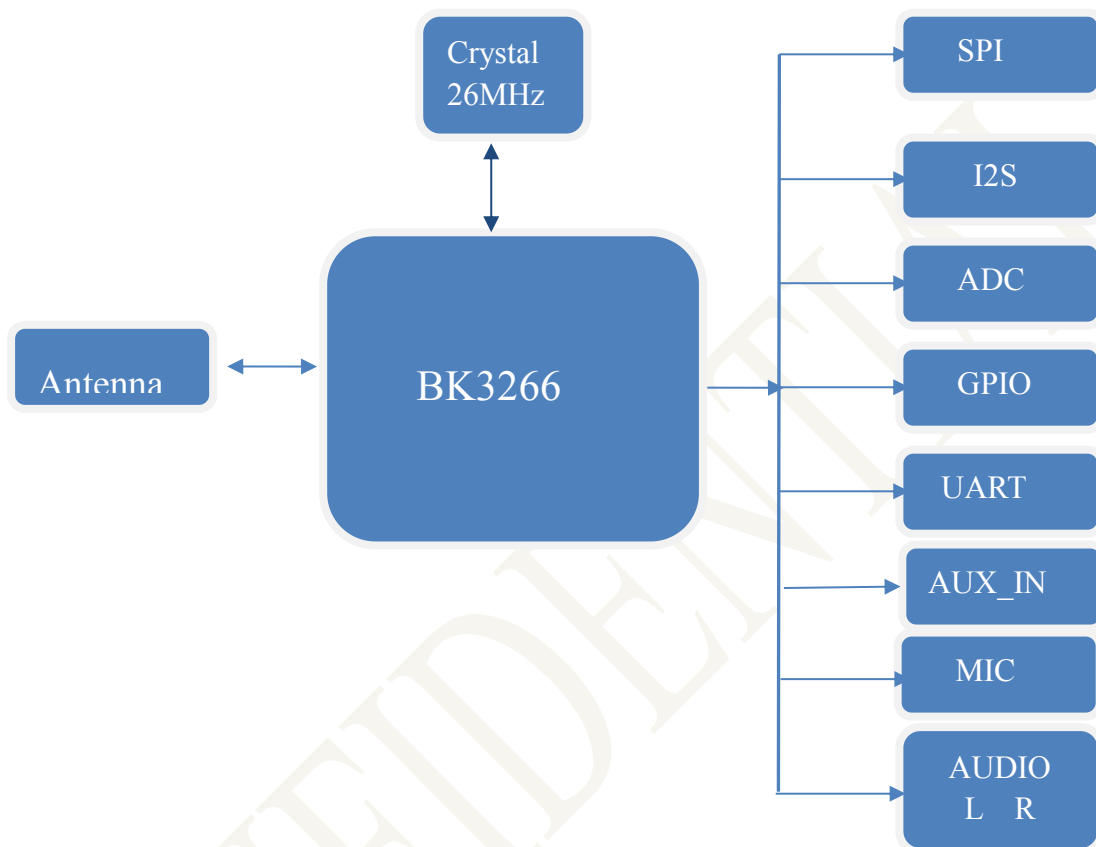 Crystal
26MHz
SPI
I2S
ADC
Antenna
BK3266
GPIO
UART
AUX_IN
MIC
AUDIO
L R